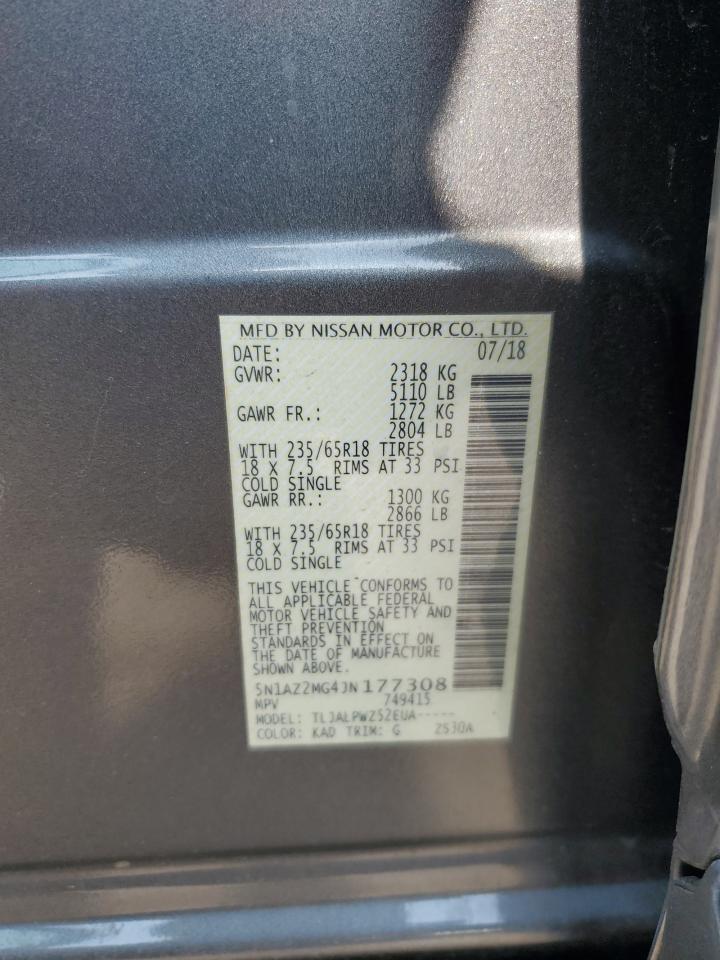 MFD BY NISSAN MOTOR CO., LTD.
DATE: 07/18
GVWR: 2318 KG
5110 LB
GAWR FR.: 1272 KG
2804 LB
WITH 235/65R18 TIRES
18 X 7.5 RIMS AT 33 PSI
COLD SINGLE
GAWR RR.: 1300 KG
2866 LB
WITH 235/65R18 TIRES
18 X 7.5 RIMS AT 33 PSI
COLD SINGLE
THIS VEHICLE CONFORMS TO
ALL APPLICABLE FEDERAL
MOTOR VEHICLE SAFETY AND
THEFT PREVENTION
STANDARDS IN EFFECT ON
THE DATE OF MANUFACTURE
SHOWN ABOVE.
5N1AZ2MG4JN177308
MPV 749415
MODEL: TLJALPWZ52EUA-----
COLOR: KAD TRIM: G ZS30A